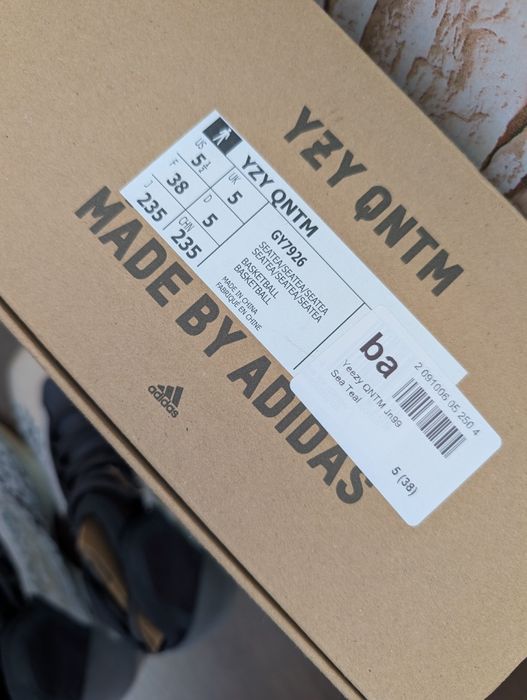 YZY QNTM
US
5½
UK
5
F
38
D
5
J
235
CHN
235
YZY QNTM
GY7926
SEATEA/SEATEA/SEATEA
SEATEA/SEATEA/SEATEA
BASKETBALL
BASKETBALL
MADE IN CHINA
FABRIQUE EN CHINE
MADE BY ADIDAS
adidas
ba
2 091006 05 250 4
Yeezy QNTM Jn99
Sea Teal
5 (38)